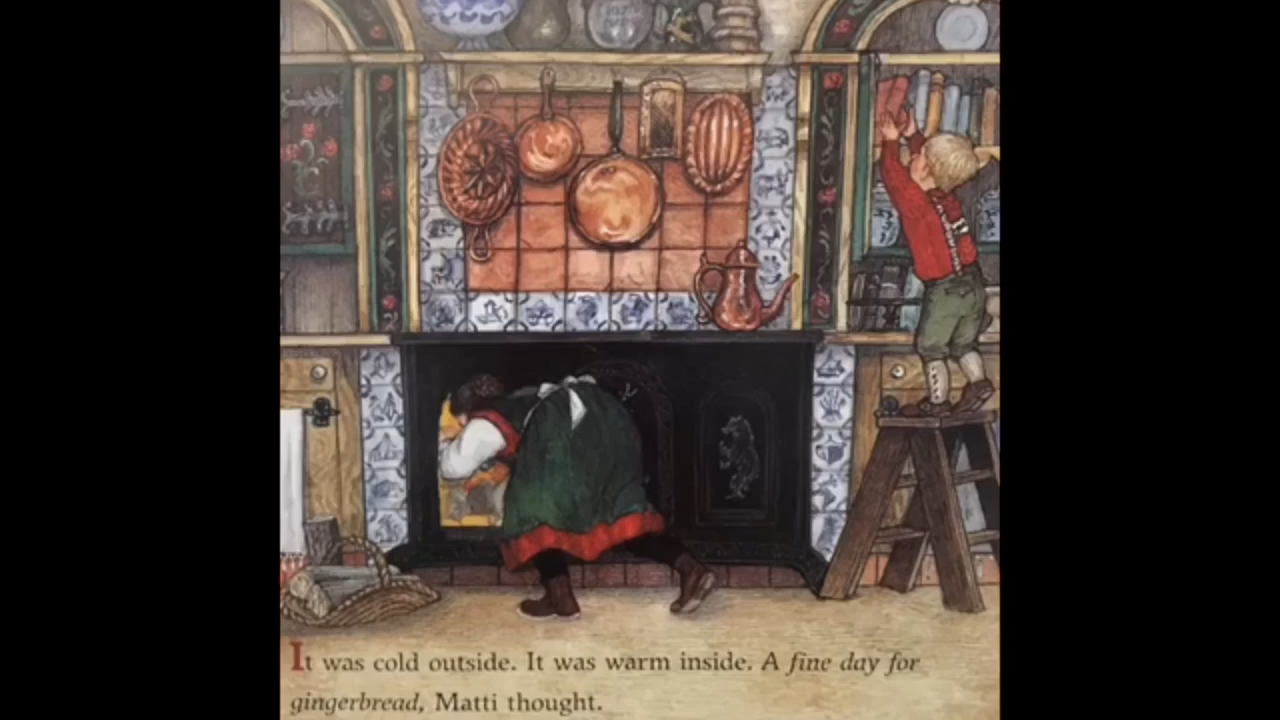 It was cold outside. It was warm inside. A fine day for
gingerbread, Matti thought.